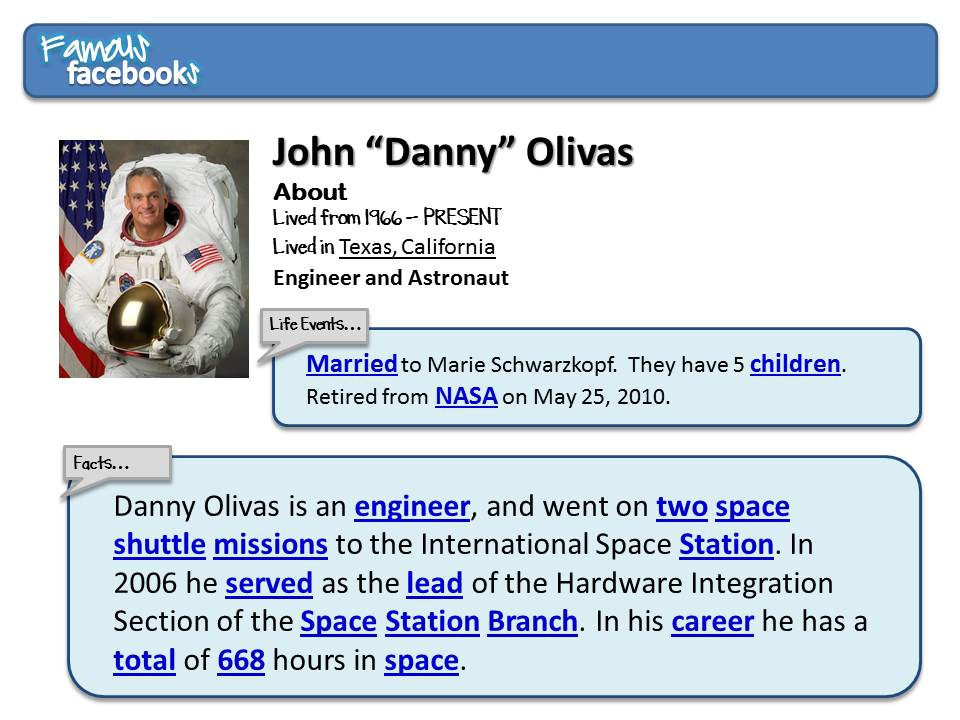 Famous
facebooks
John “Danny” Olivas
About
Lived from 1966 – PRESENT
Lived in Texas, California
Engineer and Astronaut
Life Events…
Married to Marie Schwarzkopf. They have 5 children.
Retired from NASA on May 25, 2010.
Facts…
Danny Olivas is an engineer, and went on two space
shuttle missions to the International Space Station. In
2006 he served as the lead of the Hardware Integration
Section of the Space Station Branch. In his career he has a
total of 668 hours in space.